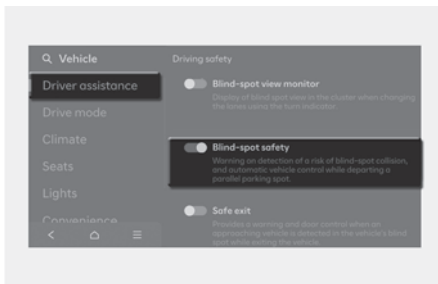 Vehicle
Driving safety
Driver assistance
Blind-spot view monitor
Display of blind spot view in the cluster when changing
the lanes using the turn indicator.
Drive mode
Climate
Blind-spot safety
Warning on detection of a risk of blind-spot collision,
and automatic vehicle control while departing a
parallel parking spot.
Seats
Lights
Convenience
Safe exit
Provides a warning and door control when an
approaching vehicle is detected in the vehicle's blind
spot while exiting the vehicle.